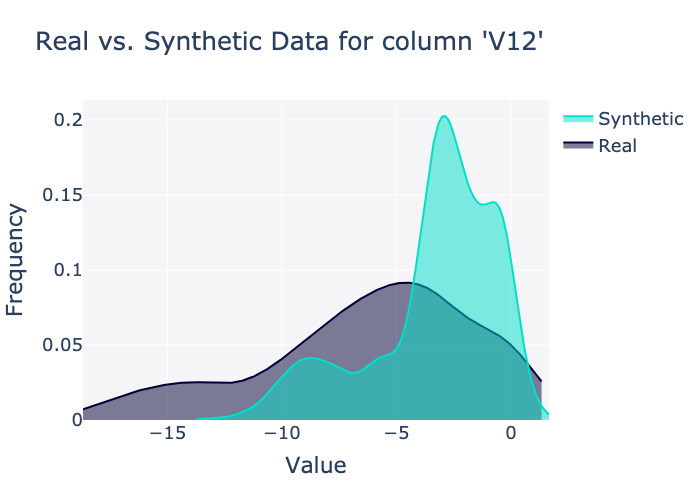 Real vs. Synthetic Data for column 'V12'
0.2
0.15
0.1
0.05
0
−15
−10
−5
0
Frequency
Value
Synthetic
Real